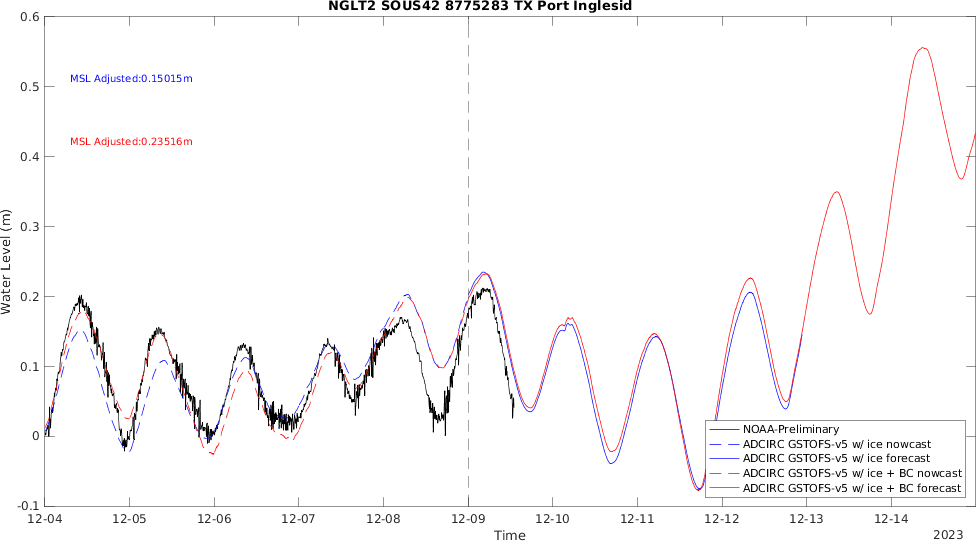 NGLT2 SOUS42 8775283 TX Port Inglesid
0.6
0.5
0.4
0.3
0.2
0.1
0
-0.1
Water Level (m)
MSL Adjusted:0.15015m
MSL Adjusted:0.23516m
NOAA-Preliminary
ADCIRC GSTOFS-v5 w/ ice nowcast
ADCIRC GSTOFS-v5 w/ ice forecast
ADCIRC GSTOFS-v5 w/ ice + BC nowcast
ADCIRC GSTOFS-v5 w/ ice + BC forecast
12-04 12-05 12-06 12-07 12-08 12-09 12-10 12-11 12-12 12-13 12-14
Time
2023